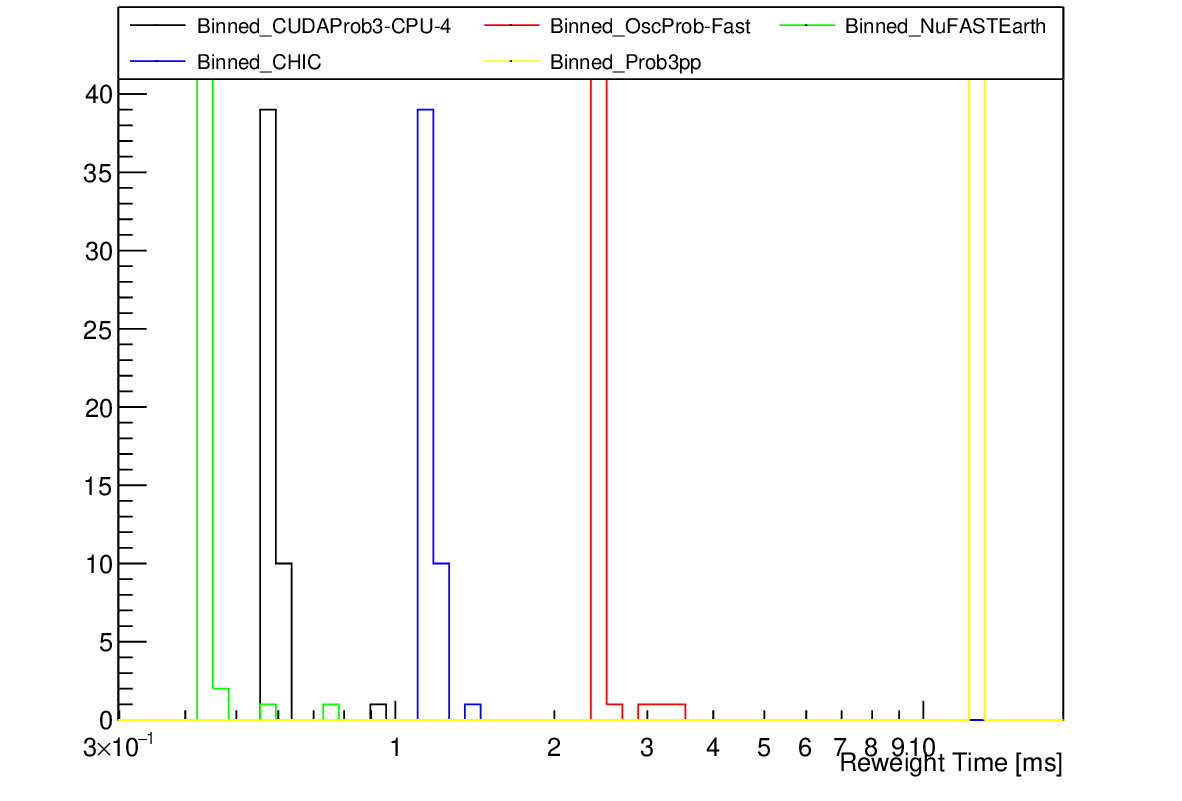 Binned_CUDAProb3-CPU-4 Binned_OscProb-Fast Binned_NuFASTEarth
Binned_CHIC Binned_Prob3pp
40
35
30
25
20
15
10
5
0
3×10⁻¹ 1 2 3 4 5 6 7 8 9 10
Reweight Time [ms]